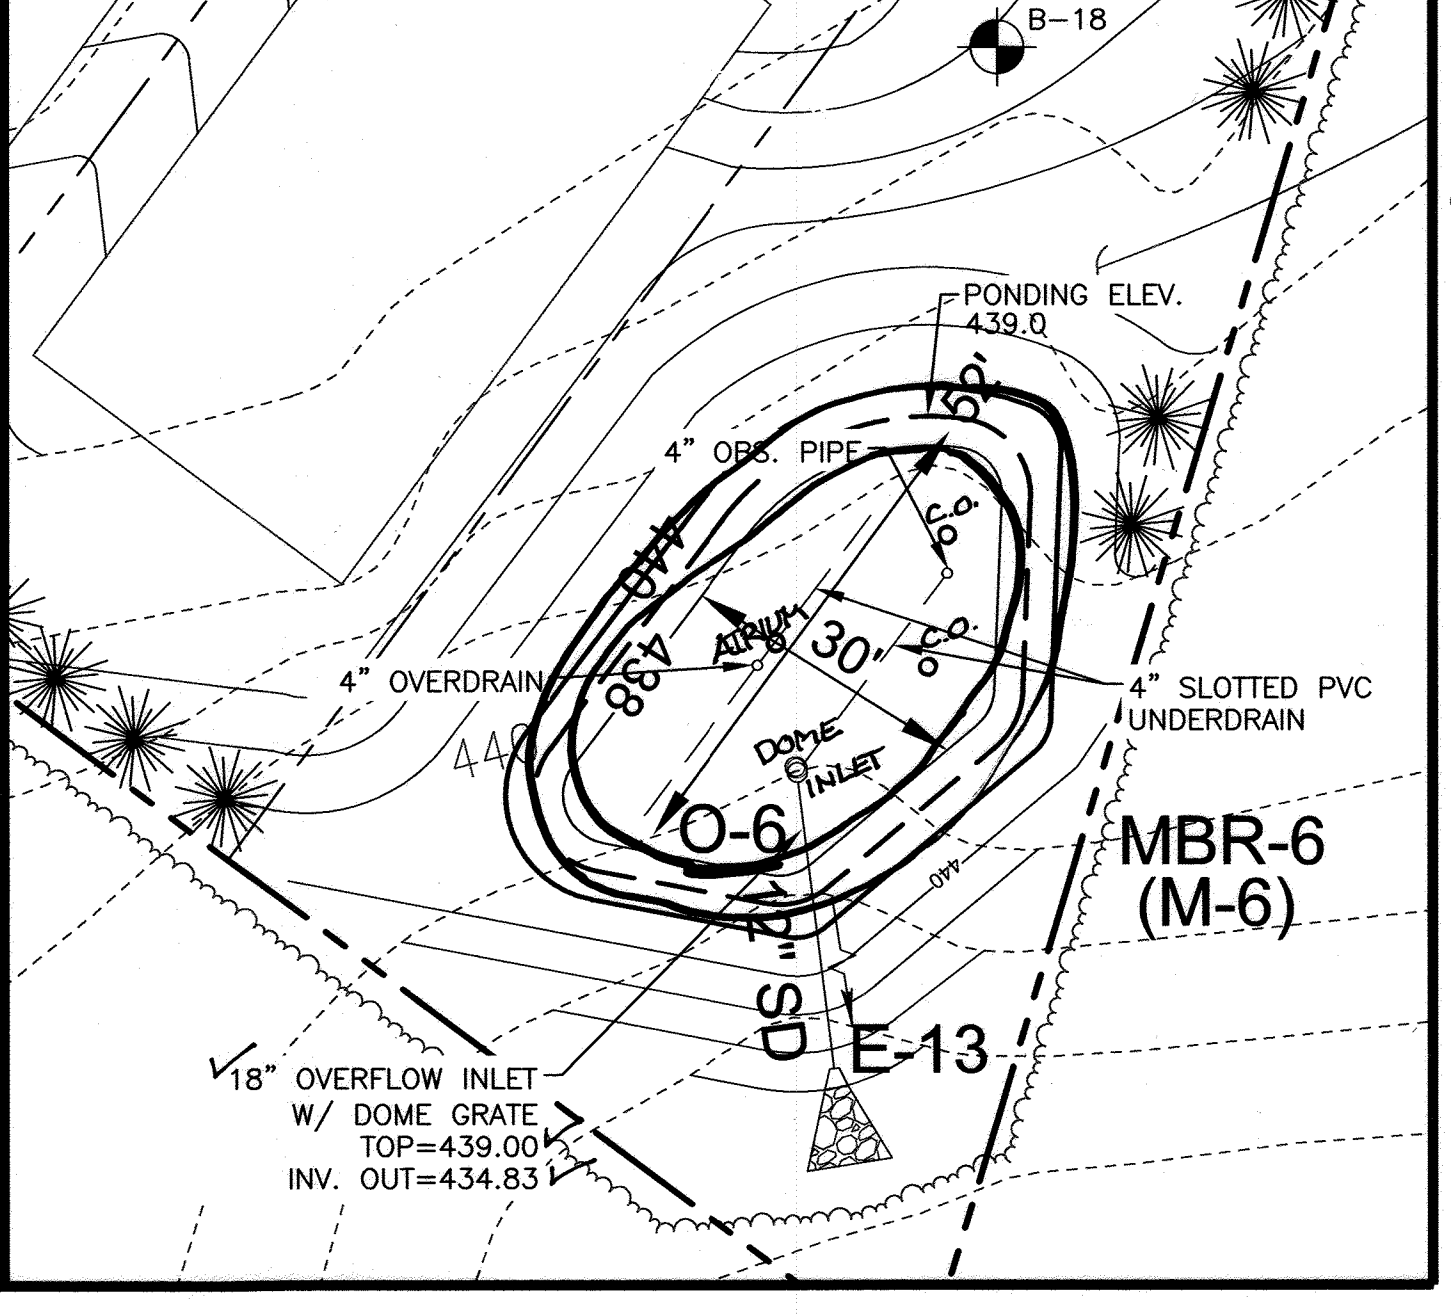 B-18
PONDING ELEV.
439.0
52'
4" OBS. PIPE
C.O.
440
ATRIUM
30'
C.O.
438
4" OVERDRAIN
4" SLOTTED PVC
UNDERDRAIN
440
DOME
INLET
O-6
MBR-6
(M-6)
440
12" SD
E-13
18" OVERFLOW INLET
W/ DOME GRATE
TOP=439.00
INV. OUT=434.83